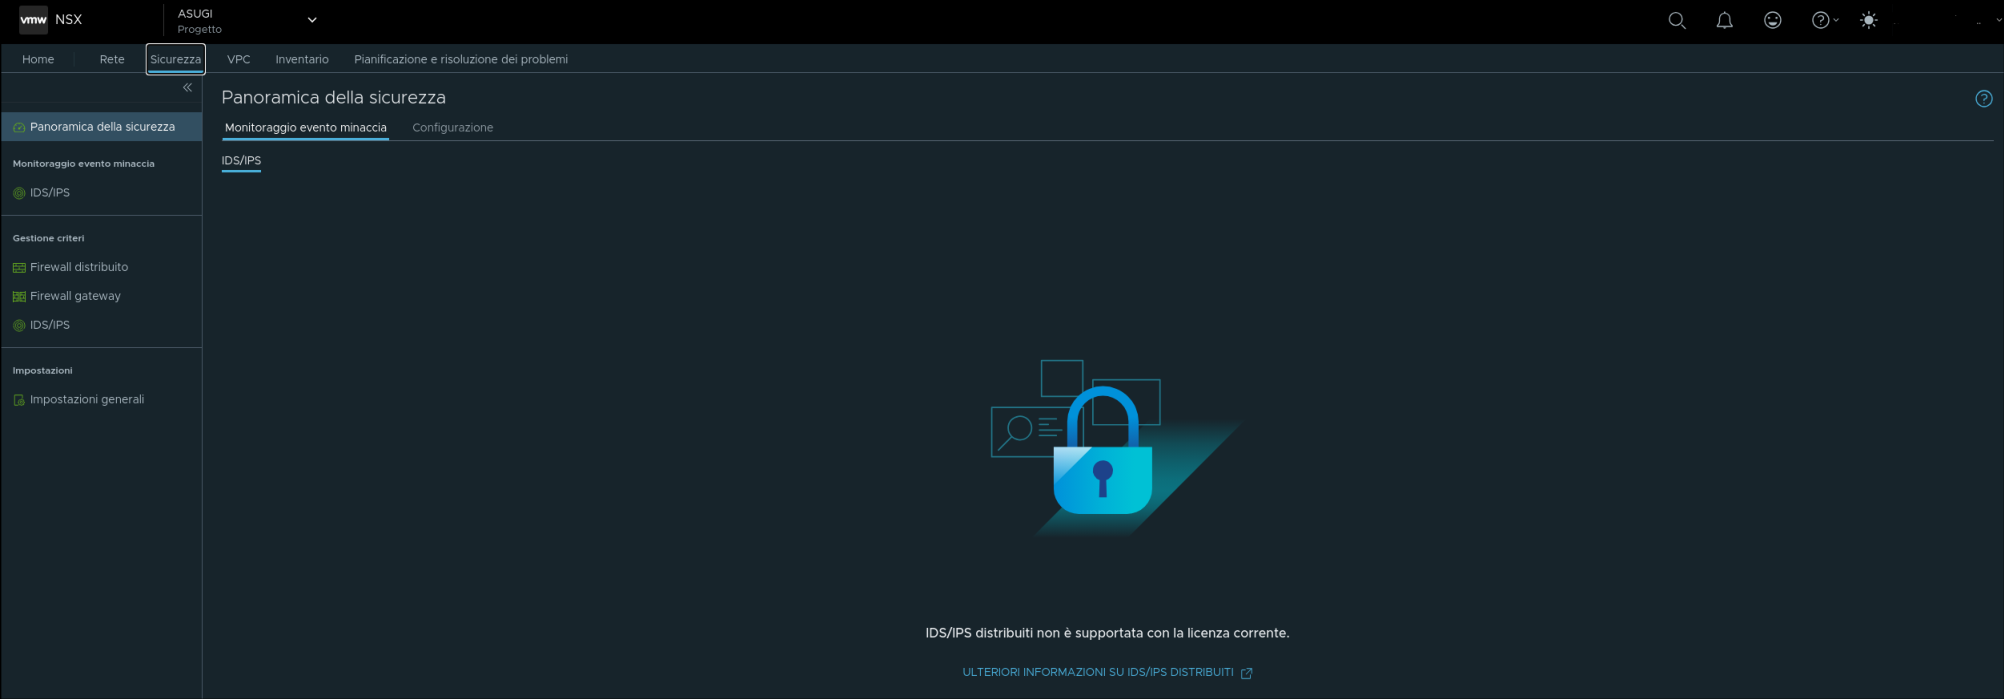 vmw NSX
ASUGI
Progetto
Home Rete Sicurezza VPC Inventario Pianificazione e risoluzione dei problemi
Panoramica della sicurezza
Monitoraggio evento minaccia
IDS/IPS
Gestione criteri
Firewall distribuito
Firewall gateway
IDS/IPS
Impostazioni
Impostazioni generali
Panoramica della sicurezza
Monitoraggio evento minaccia Configurazione
IDS/IPS
IDS/IPS distribuiti non è supportata con la licenza corrente.
ULTERIORI INFORMAZIONI SU IDS/IPS DISTRIBUITI